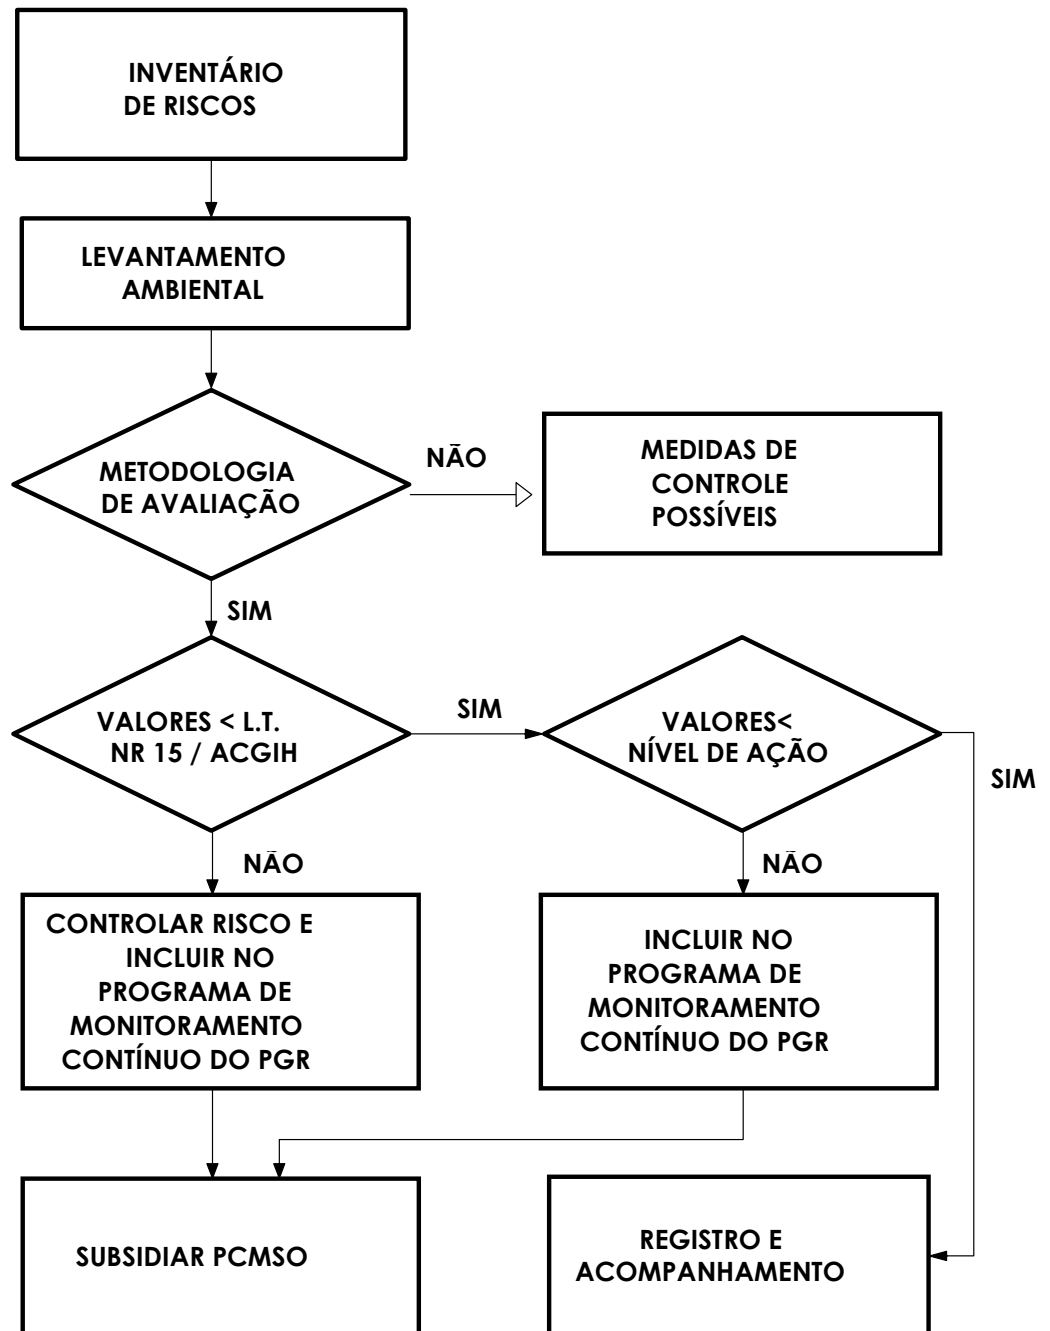 INVENTÁRIO
DE RISCOS
LEVANTAMENTO
AMBIENTAL
METODOLOGIA
DE AVALIAÇÃO
NÃO
MEDIDAS DE
CONTROLE
POSSÍVEIS
SIM
VALORES < L.T.
NR 15 / ACGIH
SIM
VALORES<
NÍVEL DE AÇÃO
SIM
NÃO
NÃO
CONTROLAR RISCO E
INCLUIR NO
PROGRAMA DE
MONITORAMENTO
CONTÍNUO DO PGR
INCLUIR NO
PROGRAMA DE
MONITORAMENTO
CONTÍNUO DO PGR
SUBSIDIAR PCMSO
REGISTRO E
ACOMPANHAMENTO